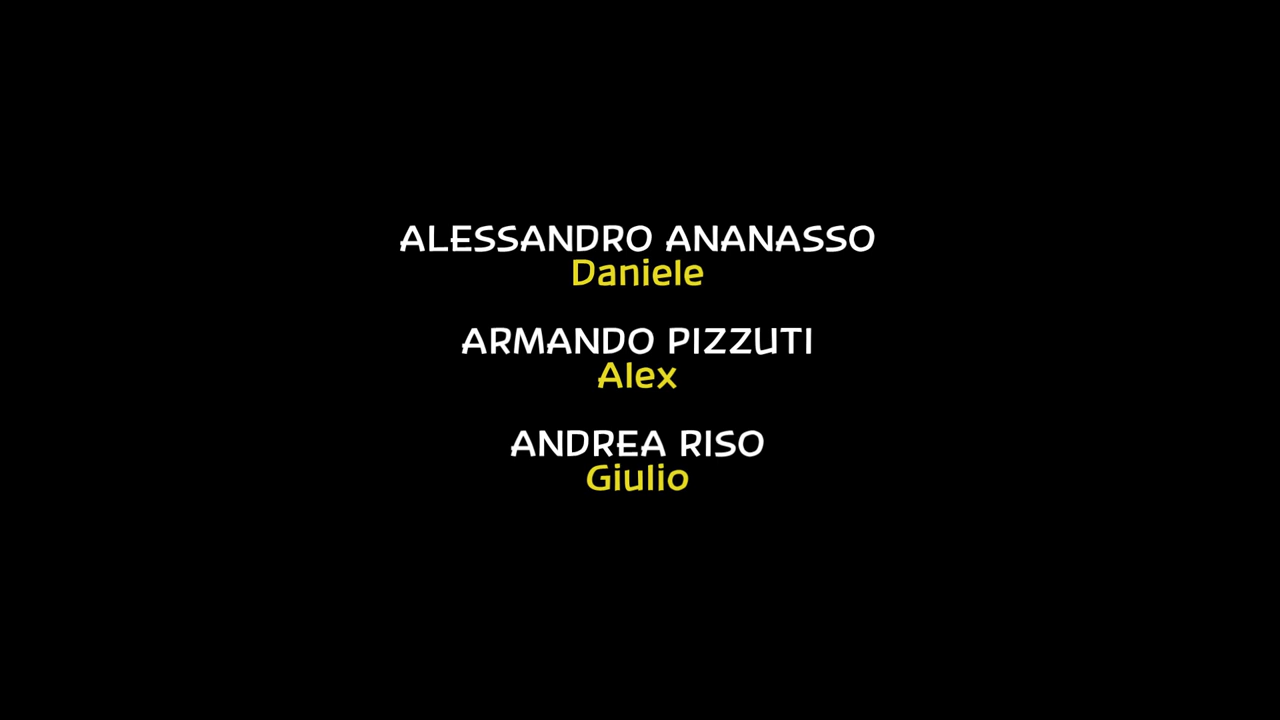 ALESSANDRO ANANASSO
Daniele
ARMANDO PIZZUTI
Alex
ANDREA RISO
Giulio